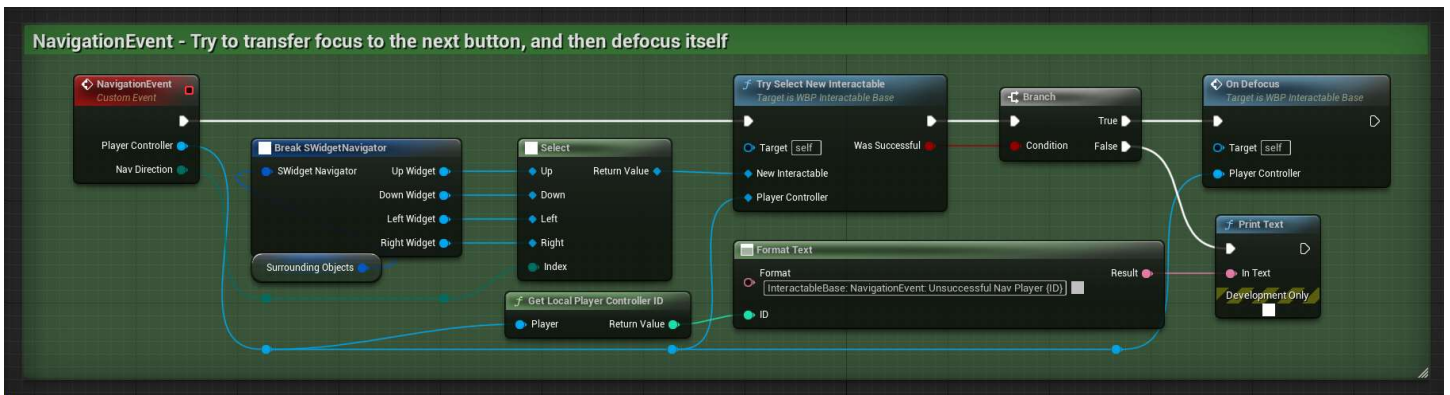 NavigationEvent - Try to transfer focus to the next button, and then defocus itself
NavigationEvent
Custom Event
Player Controller
Nav Direction
Break SWidgetNavigator
SWidget Navigator
Up Widget
Down Widget
Left Widget
Right Widget
Surrounding Objects
Select
Up
Return Value
Down
Left
Right
Index
Get Local Player Controller ID
Player
Return Value
Try Select New Interactable
Target is WBP Interactable Base
Target self
Was Successful
New Interactable
Player Controller
Format Text
Format
Result
InteractableBase: NavigationEvent: Unsuccessful Nav Player {ID}
ID
Branch
True
Condition
False
On Defocus
Target is WBP Interactable Base
Target self
Player Controller
Print Text
In Text
Development Only